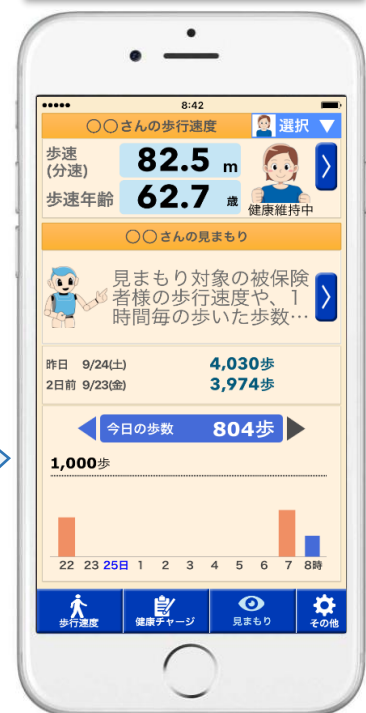 8:42
○○さんの歩行速度
選択 ▼
歩速
(分速)
82.5 m
歩速年齢 62.7 歳
健康維持中
○○さんの見まもり
見まもり対象の被保険
者様の歩行速度や、1
時間毎の歩いた歩数…
昨日 9/24(土) 4,030歩
2日前 9/23(金) 3,974歩
今日の歩数 804歩
1,000歩
22 23 25日 1 2 3 4 5 6 7 8時
歩行速度 健康チャージ 見まもり その他